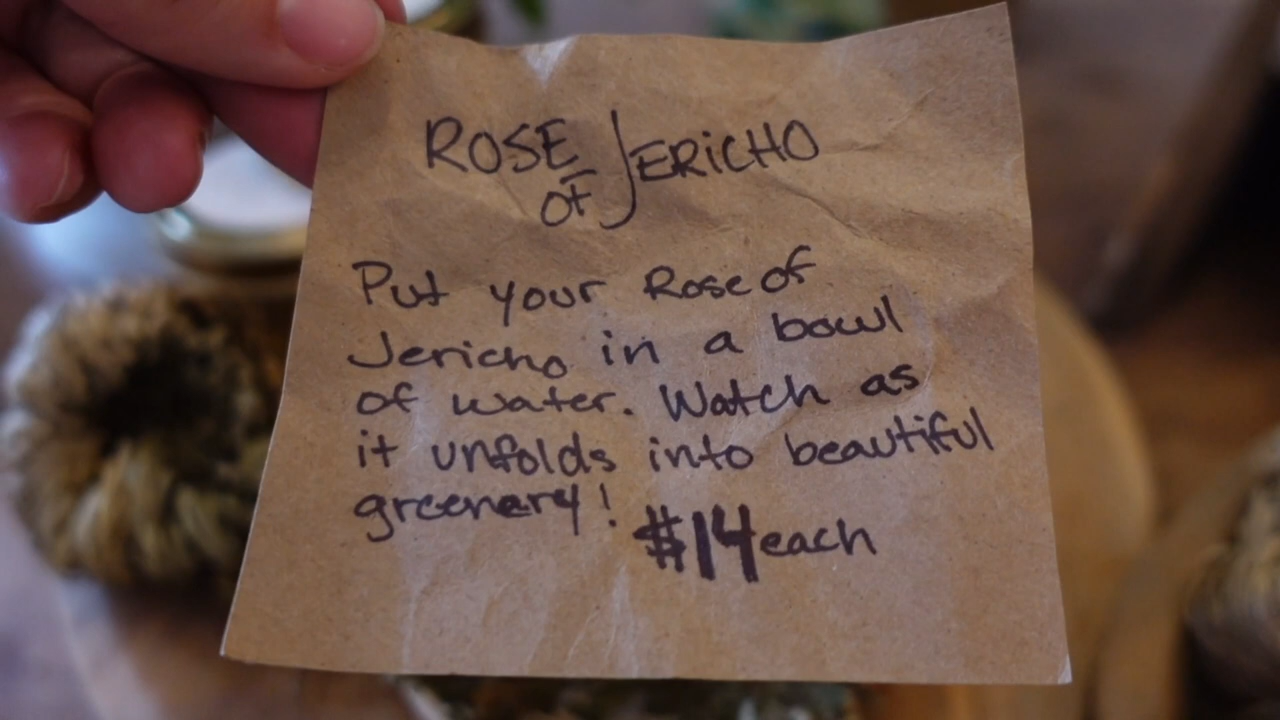 ROSE
of JERiCHO
Put your Rose of
Jericho in a bowl
of water. Watch as
it unfolds into beautiful
greenery!
$14 each